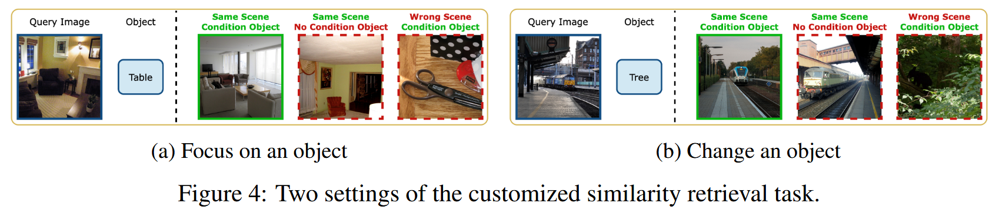 Query Image
Object
Same Scene
Condition Object
Same Scene
No Condition Object
Wrong Scene
Condition Object
Table
(a) Focus on an object
Query Image
Object
Same Scene
Condition Object
Same Scene
No Condition Object
Wrong Scene
Condition Object
Tree
(b) Change an object
Figure 4: Two settings of the customized similarity retrieval task.